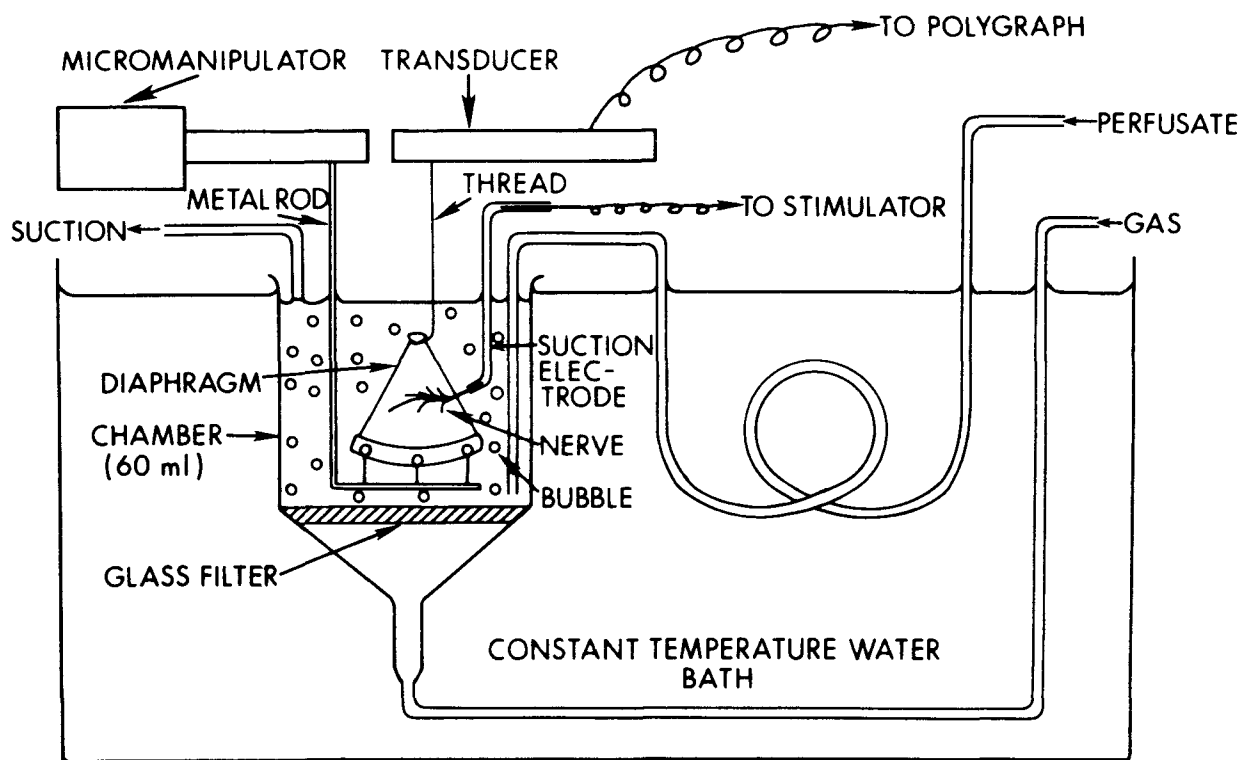 TO POLYGRAPH
MICROMANIPULATOR
TRANSDUCER
PERFUSATE
METAL ROD
THREAD
TO STIMULATOR
SUCTION
GAS
DIAPHRAGM
SUCTION
ELEC-
TRODE
CHAMBER
(60 ml)
NERVE
BUBBLE
GLASS FILTER
CONSTANT TEMPERATURE WATER
BATH